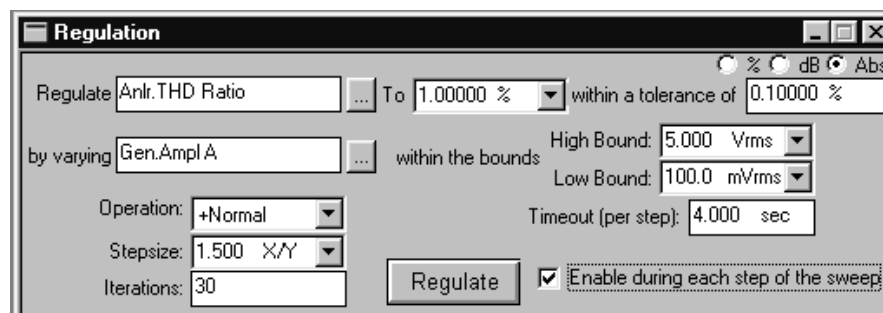 Regulation
% dB Abs
Regulate Anlr.THD Ratio ... To 1.00000 % within a tolerance of 0.10000 %
by varying Gen.Ampl A ... within the bounds High Bound: 5.000 Vrms
Low Bound: 100.0 mVrms
Operation: +Normal Timeout (per step): 4.000 sec
Stepsize: 1.500 X/Y
Iterations: 30 Regulate Enable during each step of the sweep